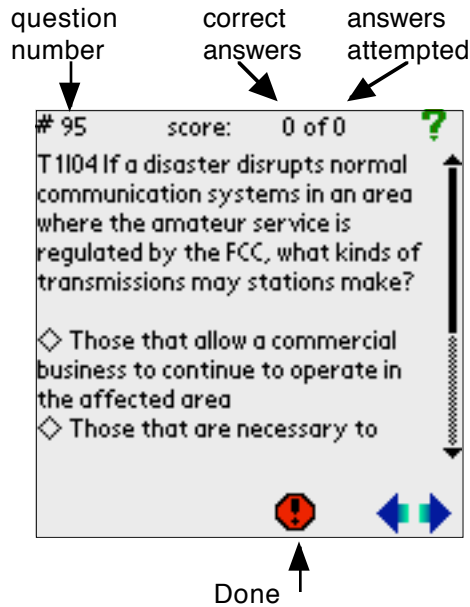 question correct answers
number answers attempted
# 95 score: 0 of 0 ?
T1I04 If a disaster disrupts normal
communication systems in an area
where the amateur service is
regulated by the FCC, what kinds of
transmissions may stations make?
Those that allow a commercial
business to continue to operate in
the affected area
Those that are necessary to
Done